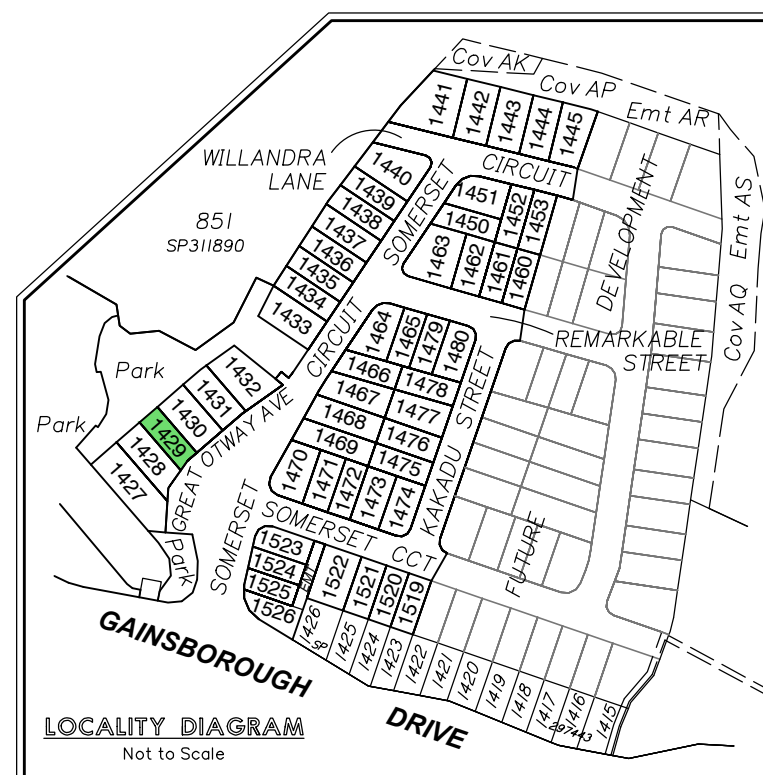 Cov AK
Cov AP
Emt AR
1441
1442
1443
1444
1445
WILLANDRA
LANE
CIRCUIT
DEVELOPMENT
Emt AS
1440
1439
1438
1437
1436
1435
1434
1433
SOMERSET
1451
1450
1452
1453
1463
1462
1461
1460
851
SP311890
Cov AQ
CIRCUIT
REMARKABLE
STREET
1464
1465
1479
1480
1466
1478
1467
1477
1468
1476
1469
1475
1470
1471
1472
1473
1474
KAKADU STREET
Park
1432
1431
1430
1429
1428
1427
Park
GREAT OTWAY AVE
Park
SOMERSET
SOMERSET CCT
FUTURE
1523
1524
1525
1526
EMT
1522
1521
1520
1519
1426
SP
1425
1424
1423
1422
1421
1420
1419
1418
1417
1416
1415
297443
GAINSBOROUGH
DRIVE
LOCALITY DIAGRAM
Not to Scale